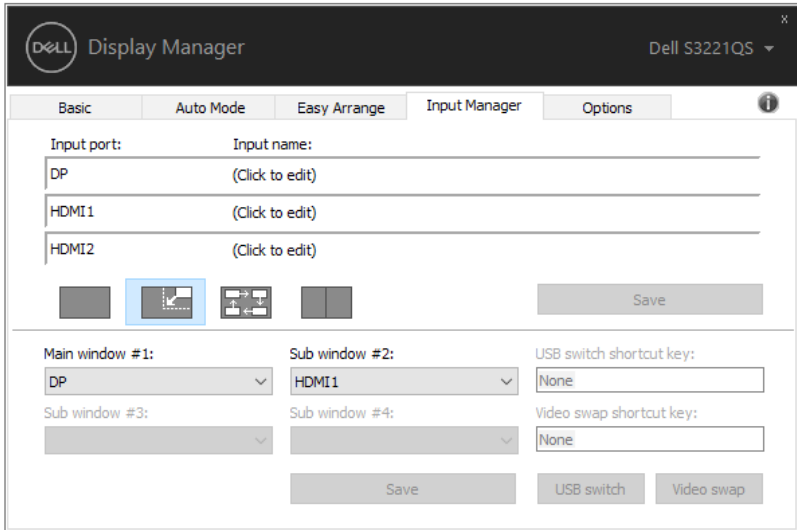 x
DELL Display Manager Dell S3221QS
Basic Auto Mode Easy Arrange Input Manager Options i
Input port: Input name:
DP (Click to edit)
HDMI1 (Click to edit)
HDMI2 (Click to edit)
Save
Main window #1: Sub window #2: USB switch shortcut key:
DP HDMI1 None
Sub window #3: Sub window #4: Video swap shortcut key:
None
Save USB switch Video swap